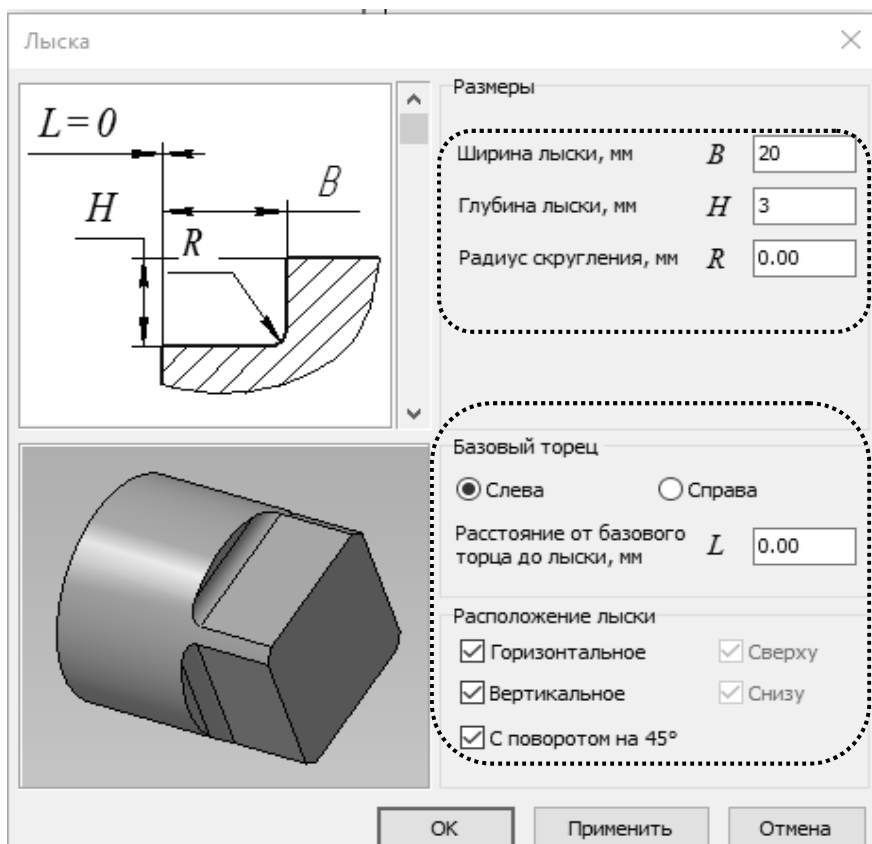 Лыска
L=0
H
B
R
Размеры
Ширина лыски, мм B 20
Глубина лыски, мм H 3
Радиус скругления, мм R 0.00
Базовый торец
Слева Справа
Расстояние от базового
торца до лыски, мм L 0.00
Расположение лыски
Горизонтальное Сверху
Вертикальное Снизу
С поворотом на 45°
ОК Применить Отмена